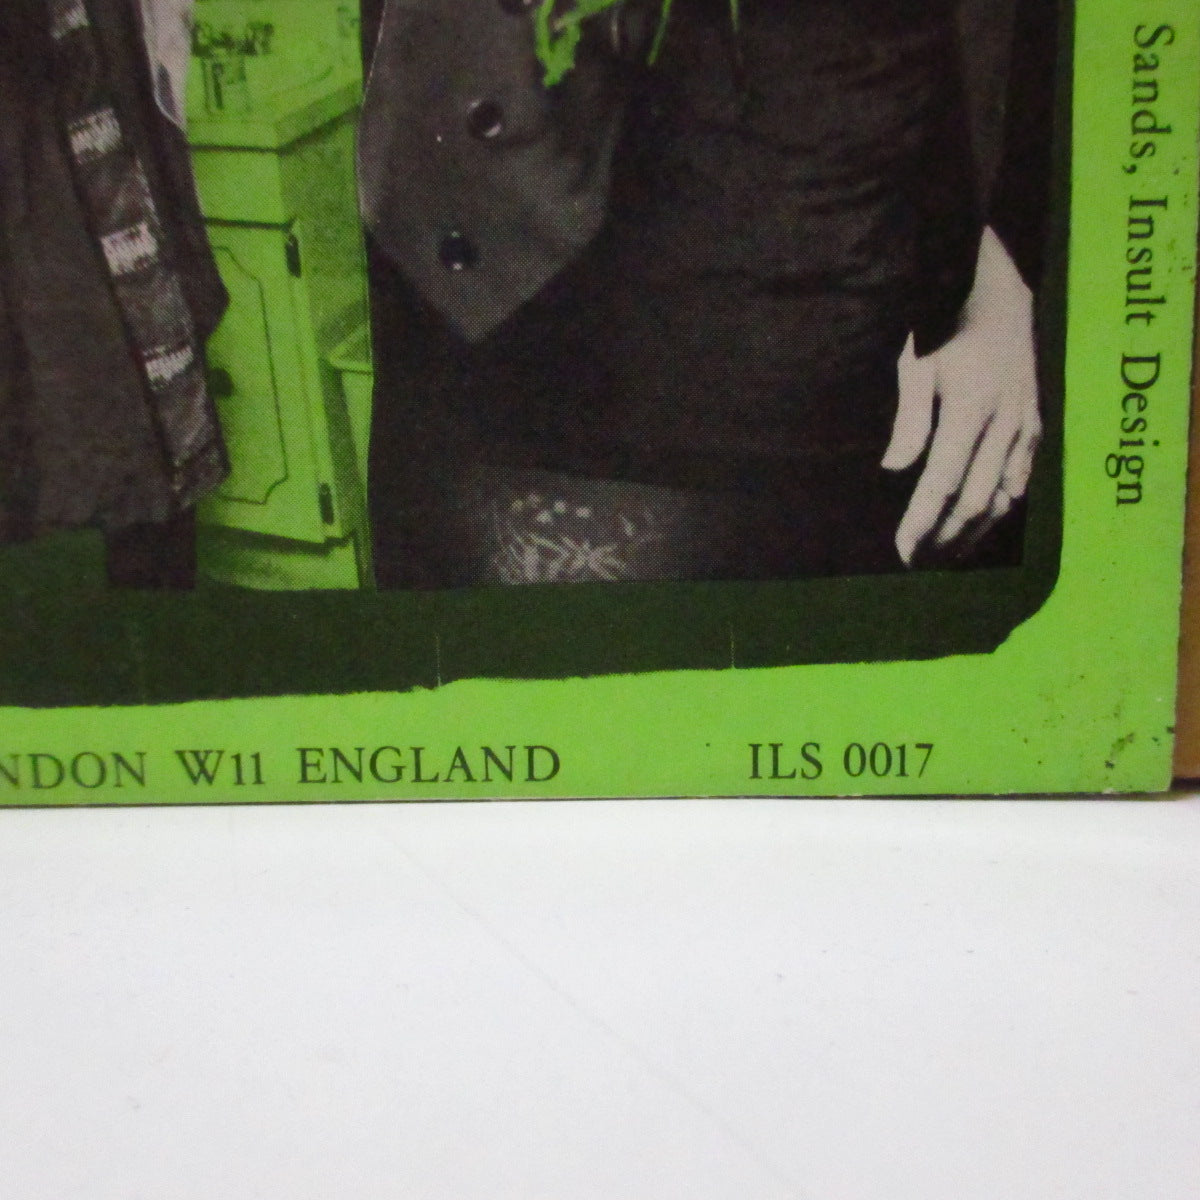 Sands, Insult Design
NDON W11 ENGLAND
ILS 0017